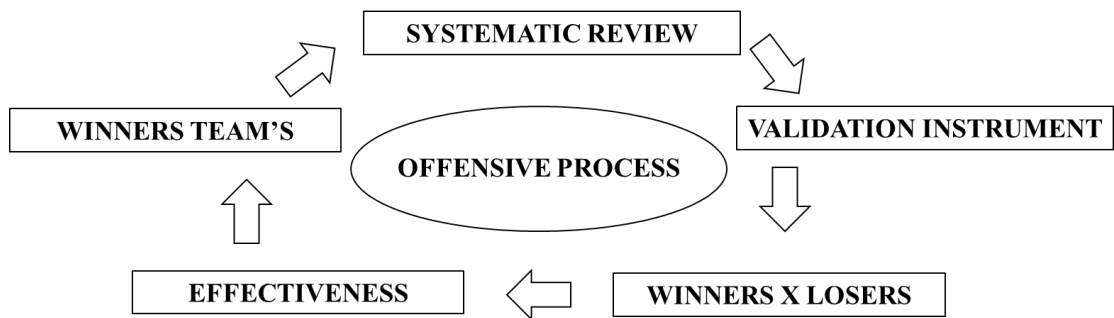 SYSTEMATIC REVIEW
WINNERS TEAM'S
VALIDATION INSTRUMENT
OFFENSIVE PROCESS
EFFECTIVENESS
WINNERS X LOSERS